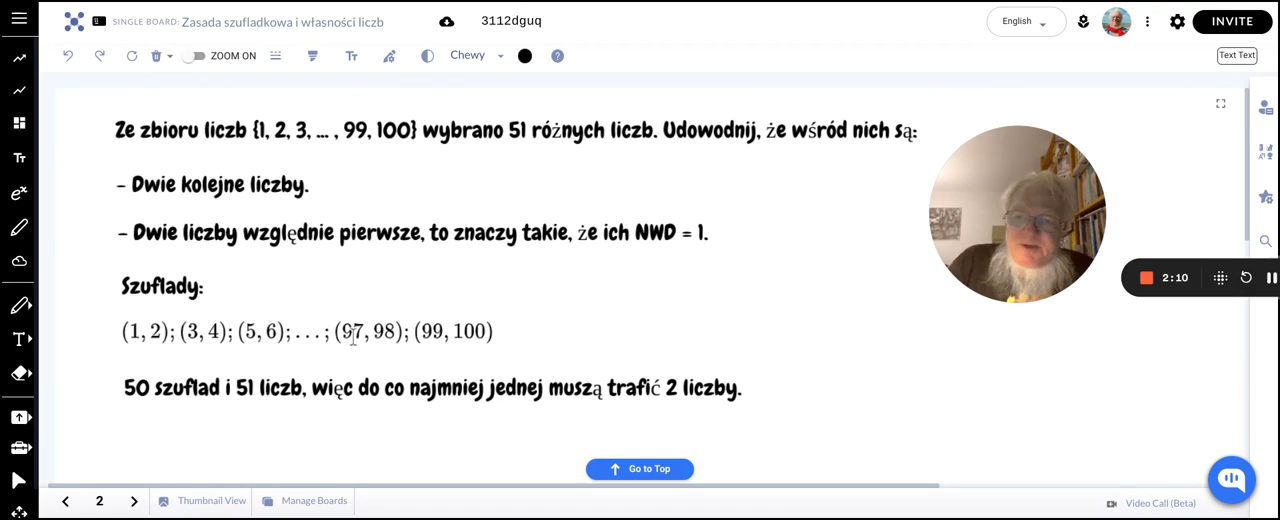 SINGLE BOARD: Zasada szufladkowa i własności liczb
3112dguq
English
INVITE
ZOOM ON
Chewy
Text Text
Ze zbioru liczb {1, 2, 3, ... , 99, 100} wybrano 51 różnych liczb. Udowodnij, że wśród nich są:
– Dwie kolejne liczby.
– Dwie liczby względnie pierwsze, to znaczy takie, że ich NWD = 1.
Szuflady:
(1, 2); (3, 4); (5, 6); . . . ; (97, 98); (99, 100)
50 szuflad i 51 liczb, więc do co najmniej jednej muszą trafić 2 liczby.
2:10
Go to Top
2
Thumbnail View
Manage Boards
Video Call (Beta)